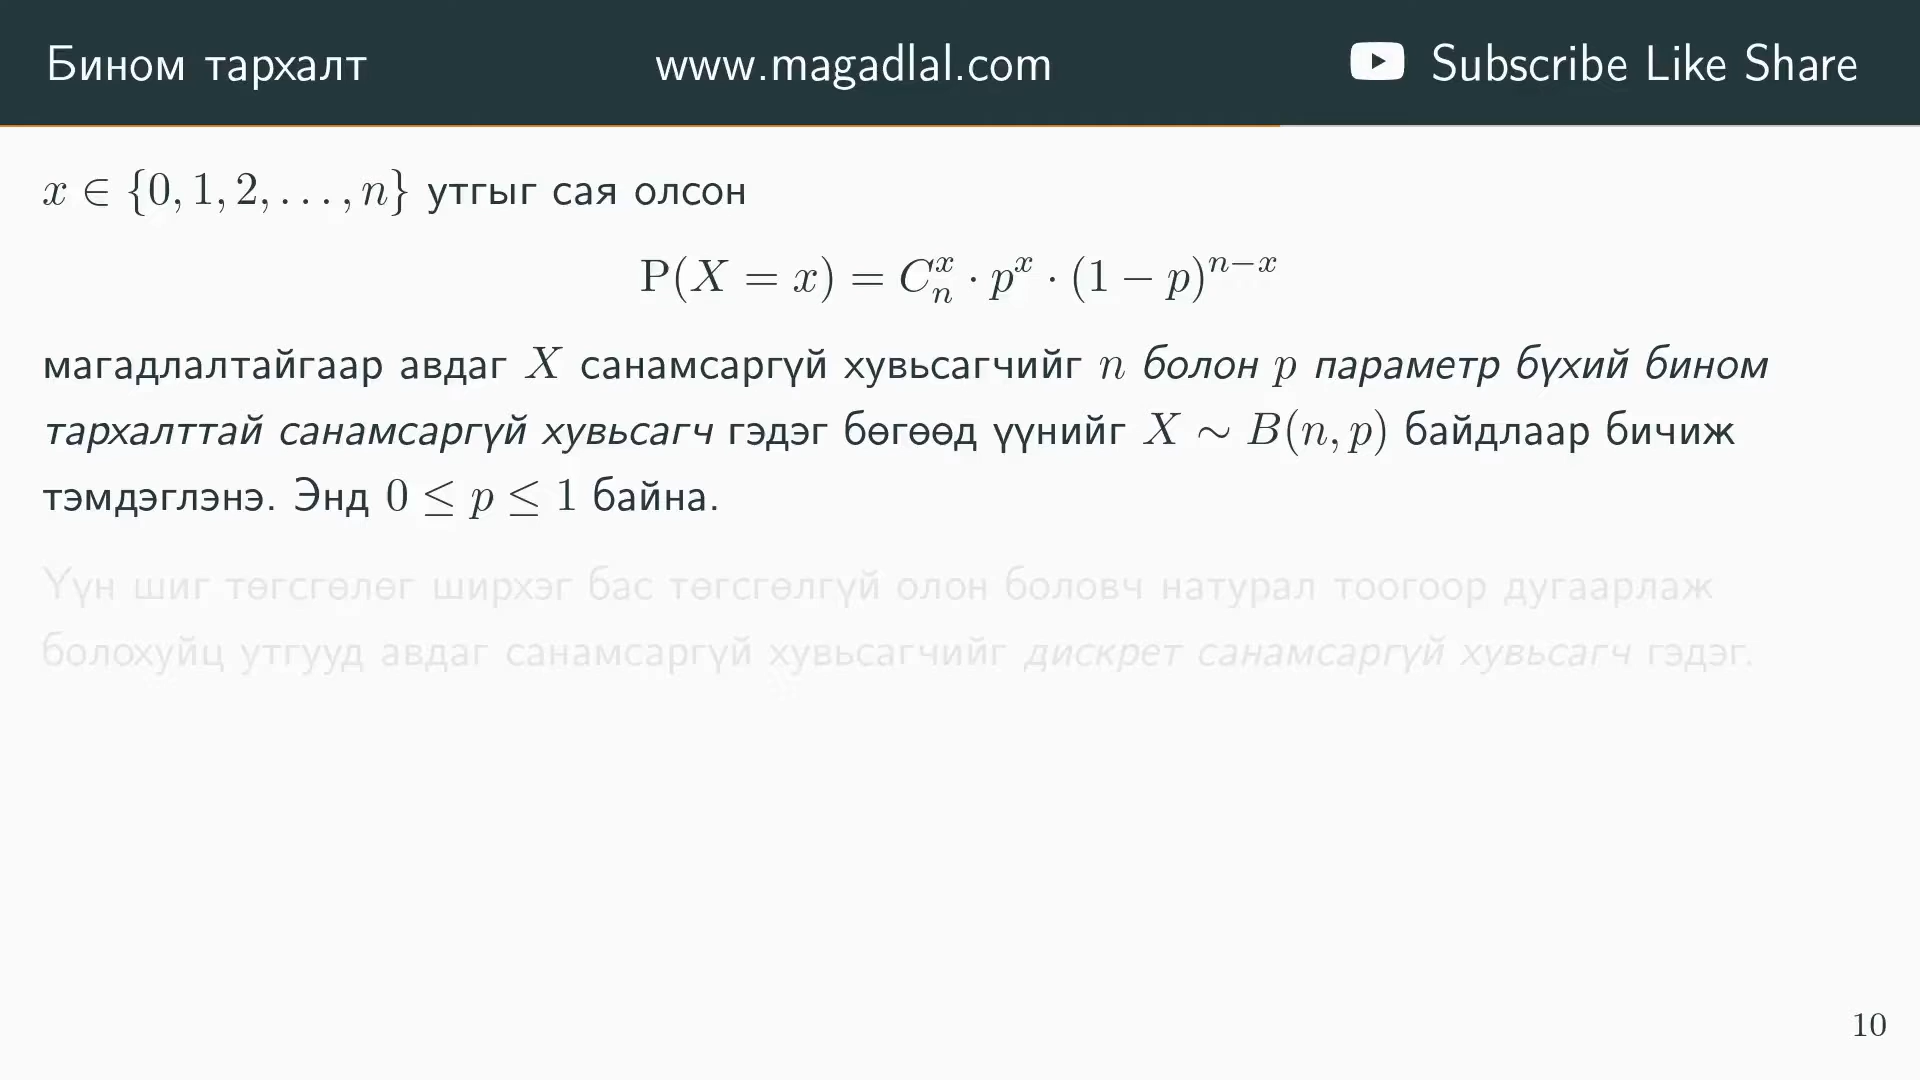 Бином тархалт www.magadlal.com Subscribe Like Share
x ∈ {0, 1, 2, . . . , n} утгыг сая олсон
P(X = x) = C_n^x · p^x · (1 − p)^{n−x}
магадлалтайгаар авдаг X санамсаргүй хувьсагчийг n болон p параметр бүхий бином
тархалттай санамсаргүй хувьсагч гэдэг бөгөөд үүнийг X ∼ B(n, p) байдлаар бичиж
тэмдэглэнэ. Энд 0 ≤ p ≤ 1 байна.
Үүн шиг төгсгөлөг ширхэг бас төгсгөлгүй олон боловч натурал тоогоор дугаарлаж
болохуйц утгууд авдаг санамсаргүй хувьсагчийг дискрет санамсаргүй хувьсагч гэдэг.
10